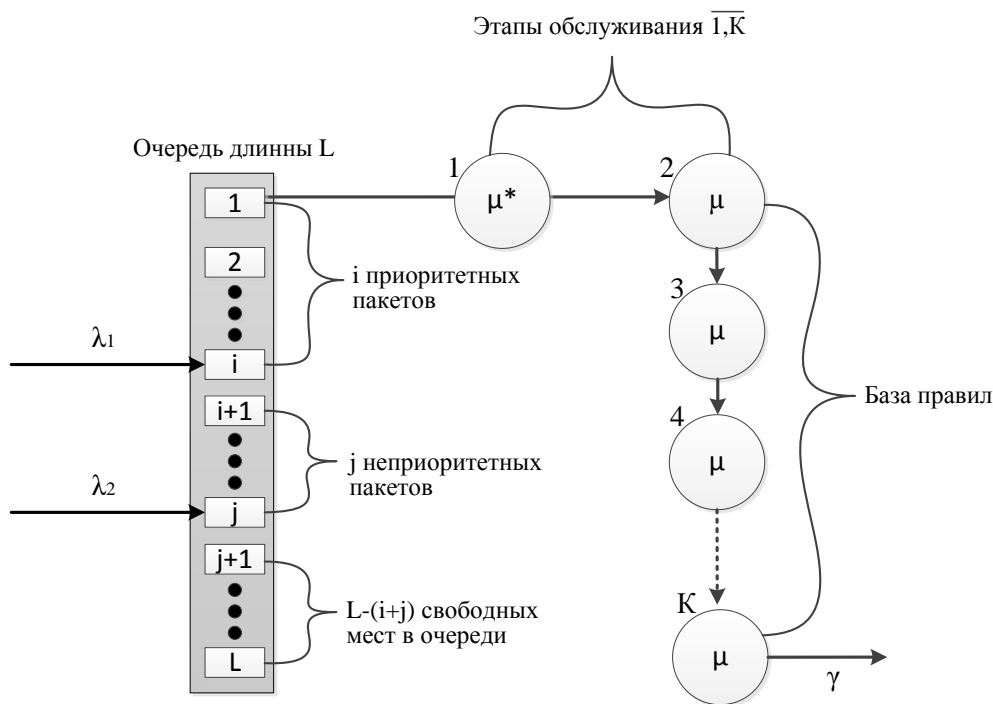 Этапы обслуживания 1,К
Очередь длинны L
1
2
i
i+1
j
j+1
L
λ1
λ2
i приоритетных
пакетов
j неприоритетных
пакетов
L-(i+j) свободных
мест в очереди
1
μ*
2
μ
3
μ
4
μ
К
μ
База правил
γ